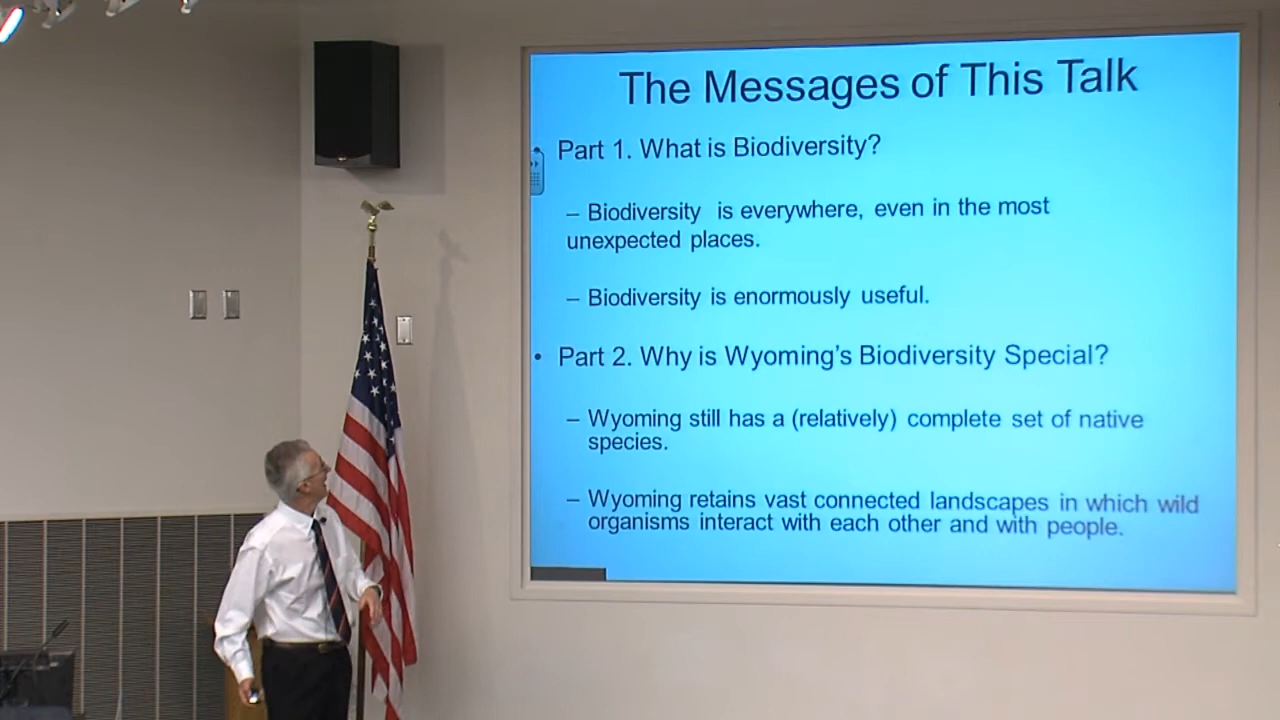 The Messages of This Talk
• Part 1. What is Biodiversity?
– Biodiversity is everywhere, even in the most
unexpected places.
– Biodiversity is enormously useful.
• Part 2. Why is Wyoming's Biodiversity Special?
– Wyoming still has a (relatively) complete set of native
species.
– Wyoming retains vast connected landscapes in which wild
organisms interact with each other and with people.